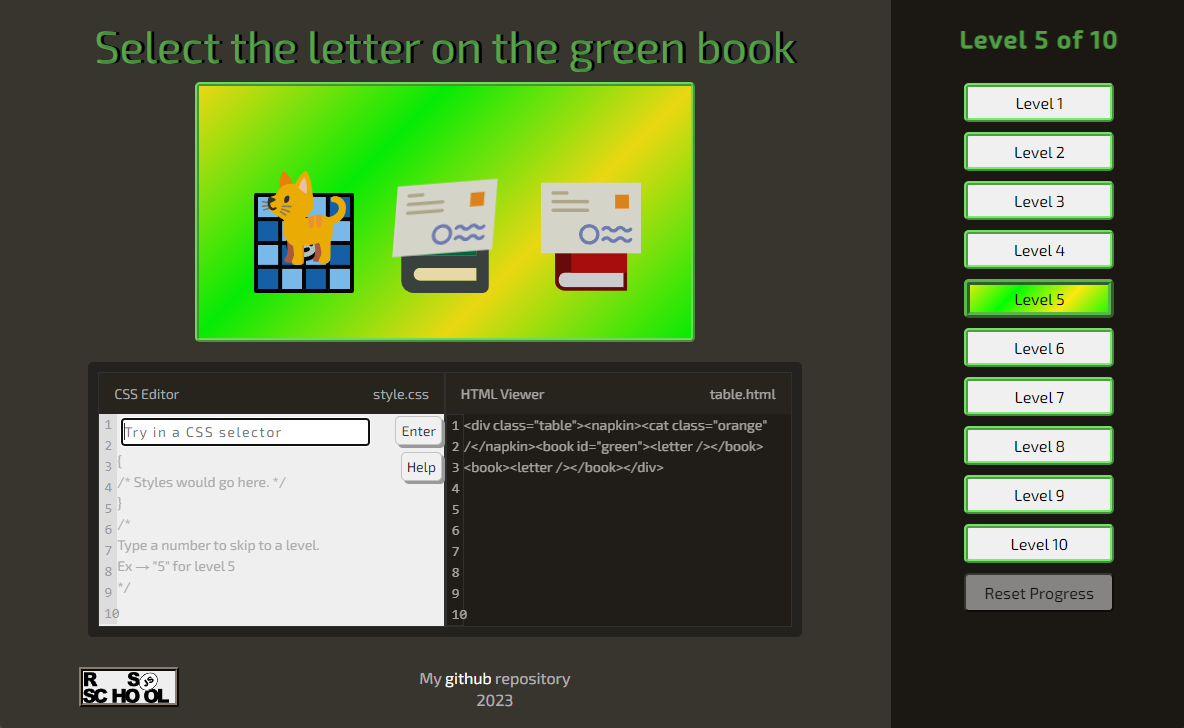 Select the letter on the green book
Level 5 of 10
Level 1
Level 2
Level 3
Level 4
Level 5
Level 6
Level 7
Level 8
Level 9
Level 10
Reset Progress
CSS Editor style.css
1 Try in a CSS selector Enter
2
3 {
Help
4 /* Styles would go here. */
5 }
6 /*
7 Type a number to skip to a level.
8 Ex → "5" for level 5
9 */
10
HTML Viewer table.html
1 <div class="table"><napkin><cat class="orange"
2 /></napkin><book id="green"><letter /></book>
3 <book><letter /></book></div>
4
5
6
7
8
9
10
R S JS
SCHOOL
My github repository
2023